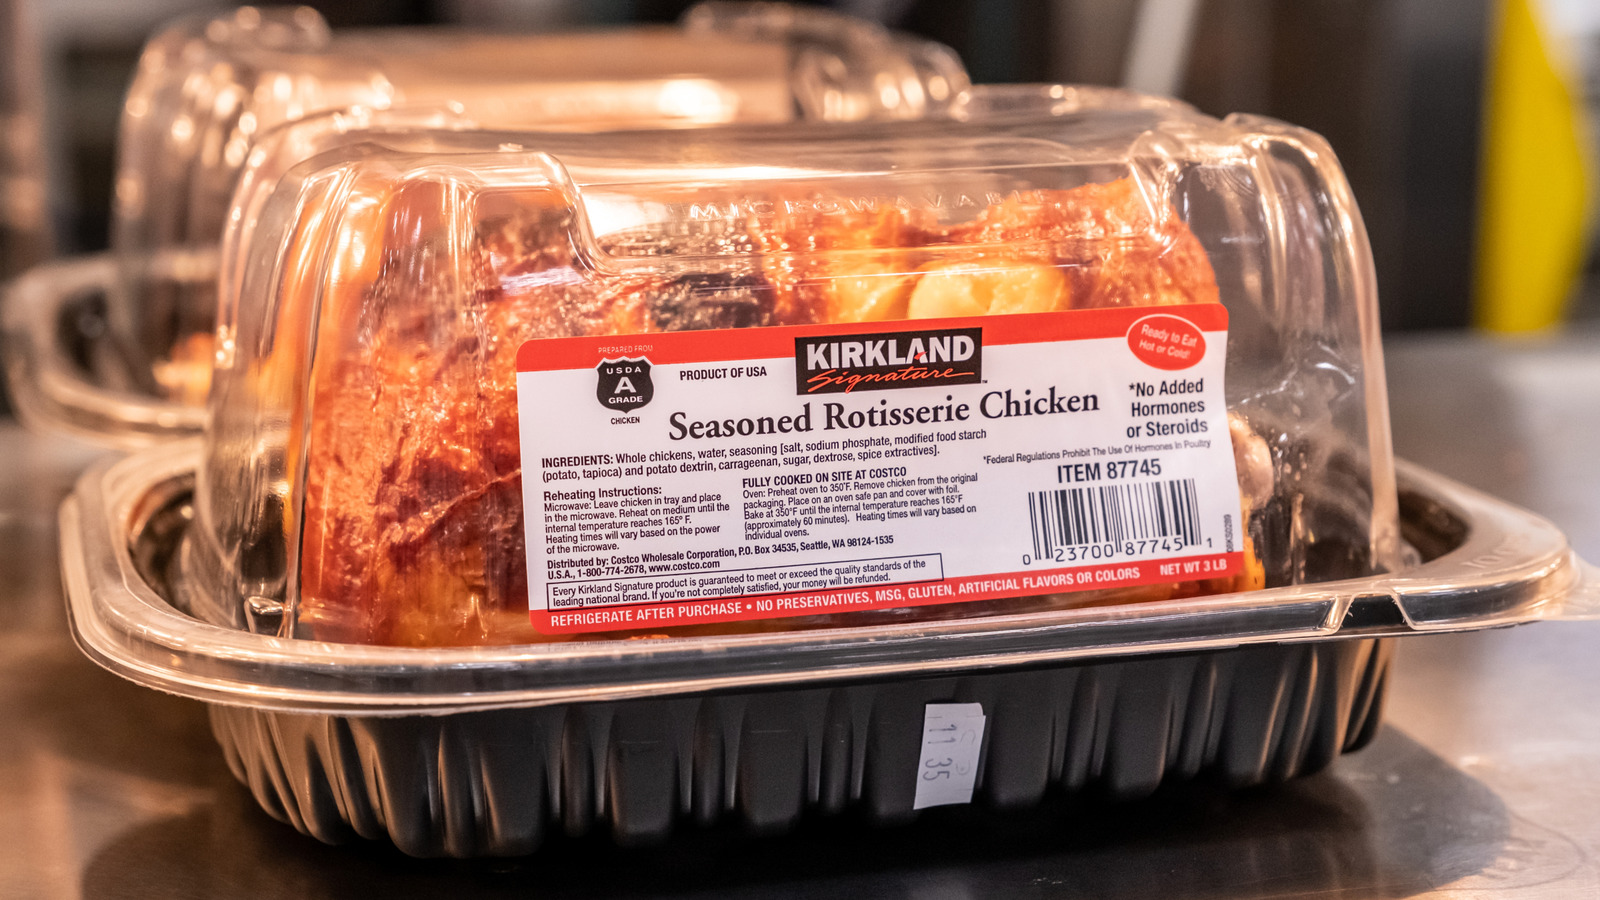 MICROWAVABLE
PREPARED FROM
USDA
A
GRADE
CHICKEN
PRODUCT OF USA
KIRKLAND
Signature™
Ready to Eat
Hot or Cold!
Seasoned Rotisserie Chicken
*No Added
Hormones
or Steroids
*Federal Regulations Prohibit The Use Of Hormones In Poultry
INGREDIENTS: Whole chickens, water, seasoning [salt, sodium phosphate, modified food starch
(potato, tapioca) and potato dextrin, carrageenan, sugar, dextrose, spice extractives].
Reheating Instructions:
Microwave: Leave chicken in tray and place
in the microwave. Reheat on medium until the
internal temperature reaches 165° F.
Heating times will vary based on the power
of the microwave.
FULLY COOKED ON SITE AT COSTCO
Oven: Preheat oven to 350°F. Remove chicken from the original
packaging. Place on an oven safe pan and cover with foil.
Bake at 350°F until the internal temperature reaches 165°F
(approximately 60 minutes). Heating times will vary based on
individual ovens.
ITEM 87745
0 23700 87745 1
Distributed by: Costco Wholesale Corporation, P.O. Box 34535, Seattle, WA 98124-1535
U.S.A., 1-800-774-2678, www.costco.com
Every Kirkland Signature product is guaranteed to meet or exceed the quality standards of the
leading national brand. If you're not completely satisfied, your money will be refunded.
REFRIGERATE AFTER PURCHASE • NO PRESERVATIVES, MSG, GLUTEN, ARTIFICIAL FLAVORS OR COLORS
NET WT 3 LB
11 35